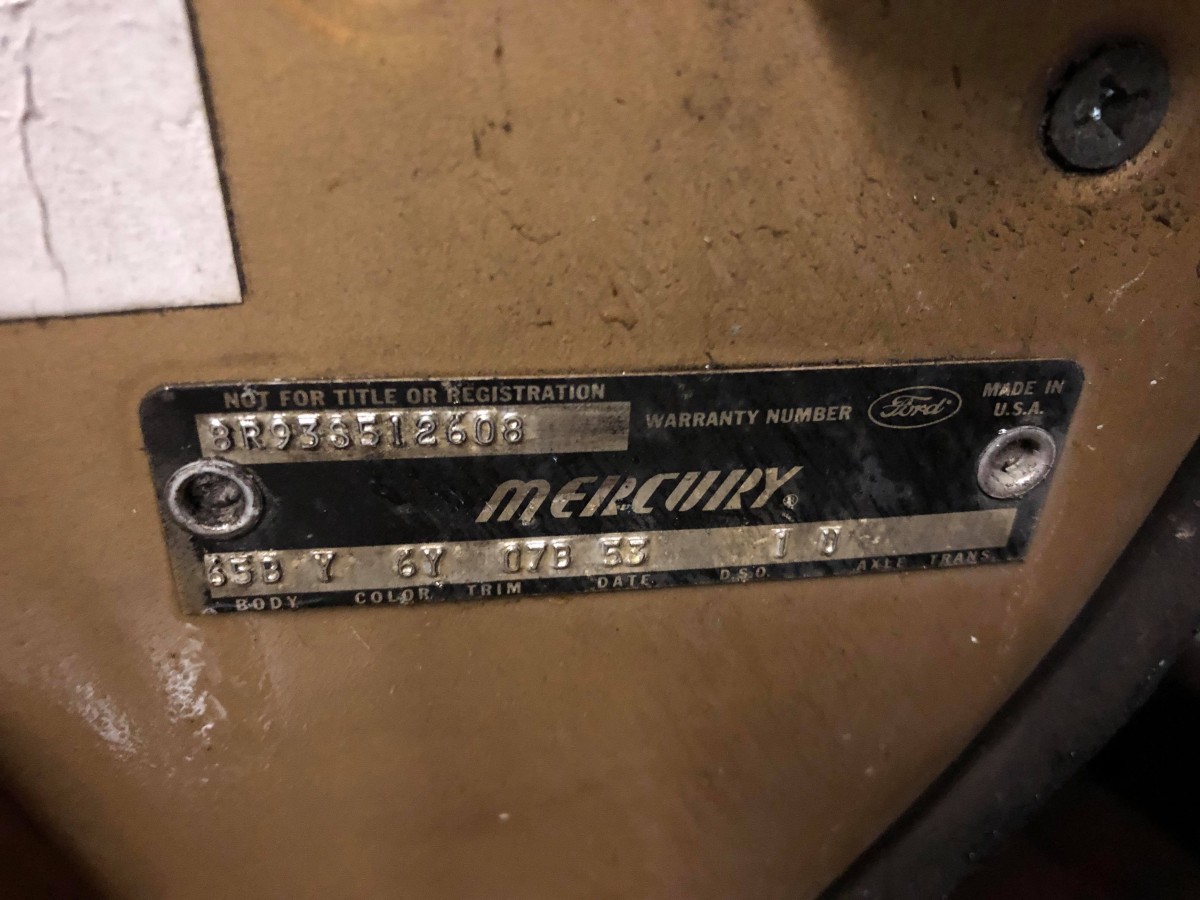 NOT FOR TITLE OR REGISTRATION
8R93S512608 WARRANTY NUMBER Ford MADE IN U.S.A.
MERCURY®
65B Y 6Y 07B 53 1 U
BODY COLOR TRIM DATE D.S.O. AXLE TRANS.